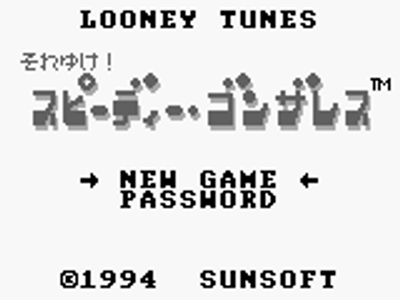 LOONEY TUNES
それゆけ!
スピーディー・ゴンザレス™
→ NEW GAME ←
PASSWORD
©1994 SUNSOFT